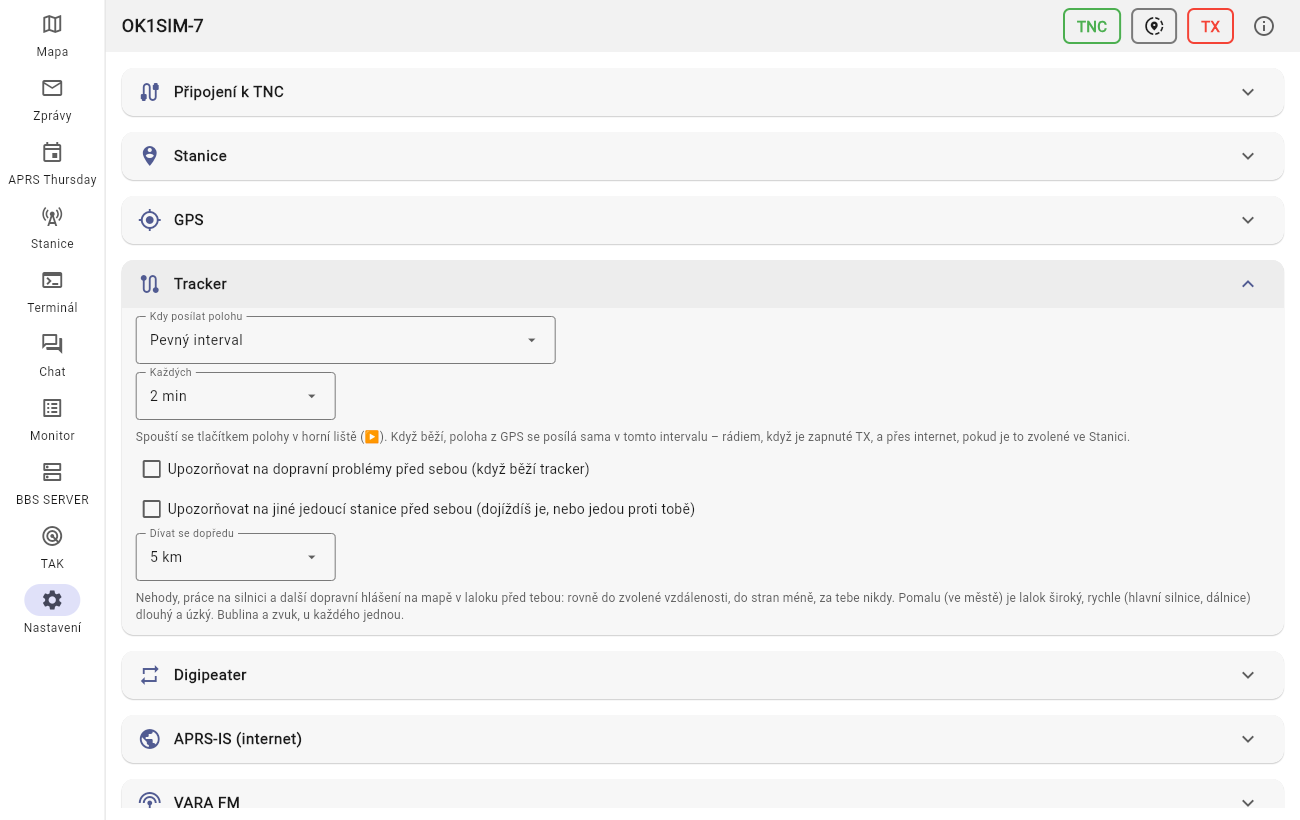 OK1SIM-7
TNC
TX
Mapa
Zprávy
APRS Thursday
Stanice
Terminál
Chat
Monitor
BBS SERVER
TAK
Nastavení
Připojení k TNC
Stanice
GPS
Tracker
Kdy posílat polohu
Pevný interval
Každých
2 min
Spouští se tlačítkem polohy v horní liště (▶). Když běží, poloha z GPS se posílá sama v tomto intervalu – rádiem, když je zapnuté TX, a přes internet, pokud je to zvolené ve Stanici.
Upozorňovat na dopravní problémy před sebou (když běží tracker)
Upozorňovat na jiné jedoucí stanice před sebou (dojíždíš je, nebo jedou proti tobě)
Dívat se dopředu
5 km
Nehody, práce na silnici a další dopravní hlášení na mapě v laloku před tebou: rovně do zvolené vzdálenosti, do stran méně, za tebe nikdy. Pomalu (ve městě) je lalok široký, rychle (hlavní silnice, dálnice)
dlouhý a úzký. Bublina a zvuk, u každého jednou.
Digipeater
APRS-IS (internet)
VARA FM